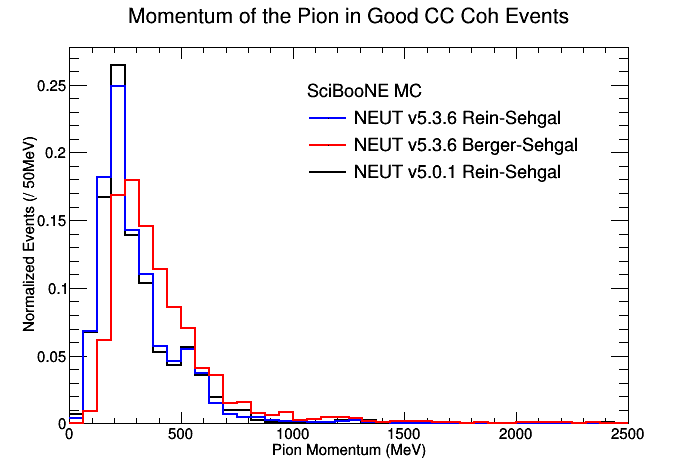 Momentum of the Pion in Good CC Coh Events
Normalized Events (/ 50MeV)
0.25
0.2
0.15
0.1
0.05
0
SciBooNE MC
NEUT v5.3.6 Rein-Sehgal
NEUT v5.3.6 Berger-Sehgal
NEUT v5.0.1 Rein-Sehgal
0 500 1000 1500 2000 2500
Pion Momentum (MeV)